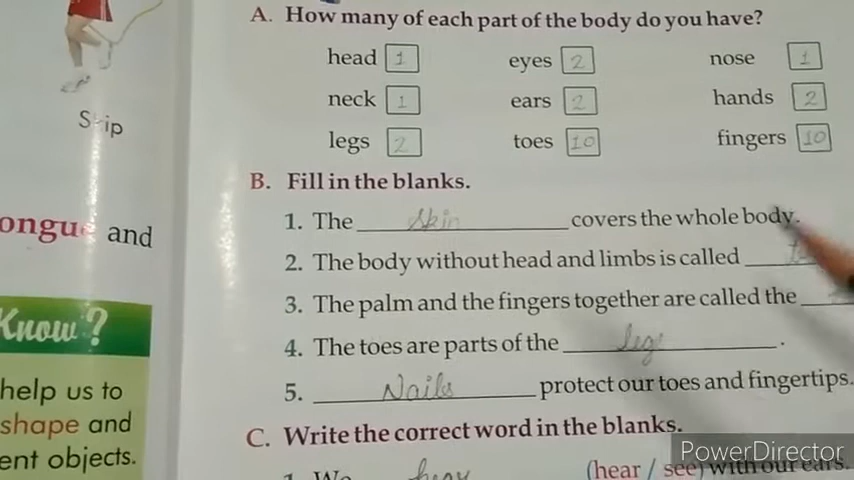 Skip
ongue and
Know?
help us to
shape and
ent objects.
A. How many of each part of the body do you have?
head 1 eyes 2 nose 1
neck 1 ears 2 hands 2
legs 2 toes 10 fingers 10
B. Fill in the blanks.
1. The skin covers the whole body.
2. The body without head and limbs is called
3. The palm and the fingers together are called the
4. The toes are parts of the legs.
5. Nails protect our toes and fingertips.
C. Write the correct word in the blanks.
1. We hear (hear / see) with our ears.
PowerDirector